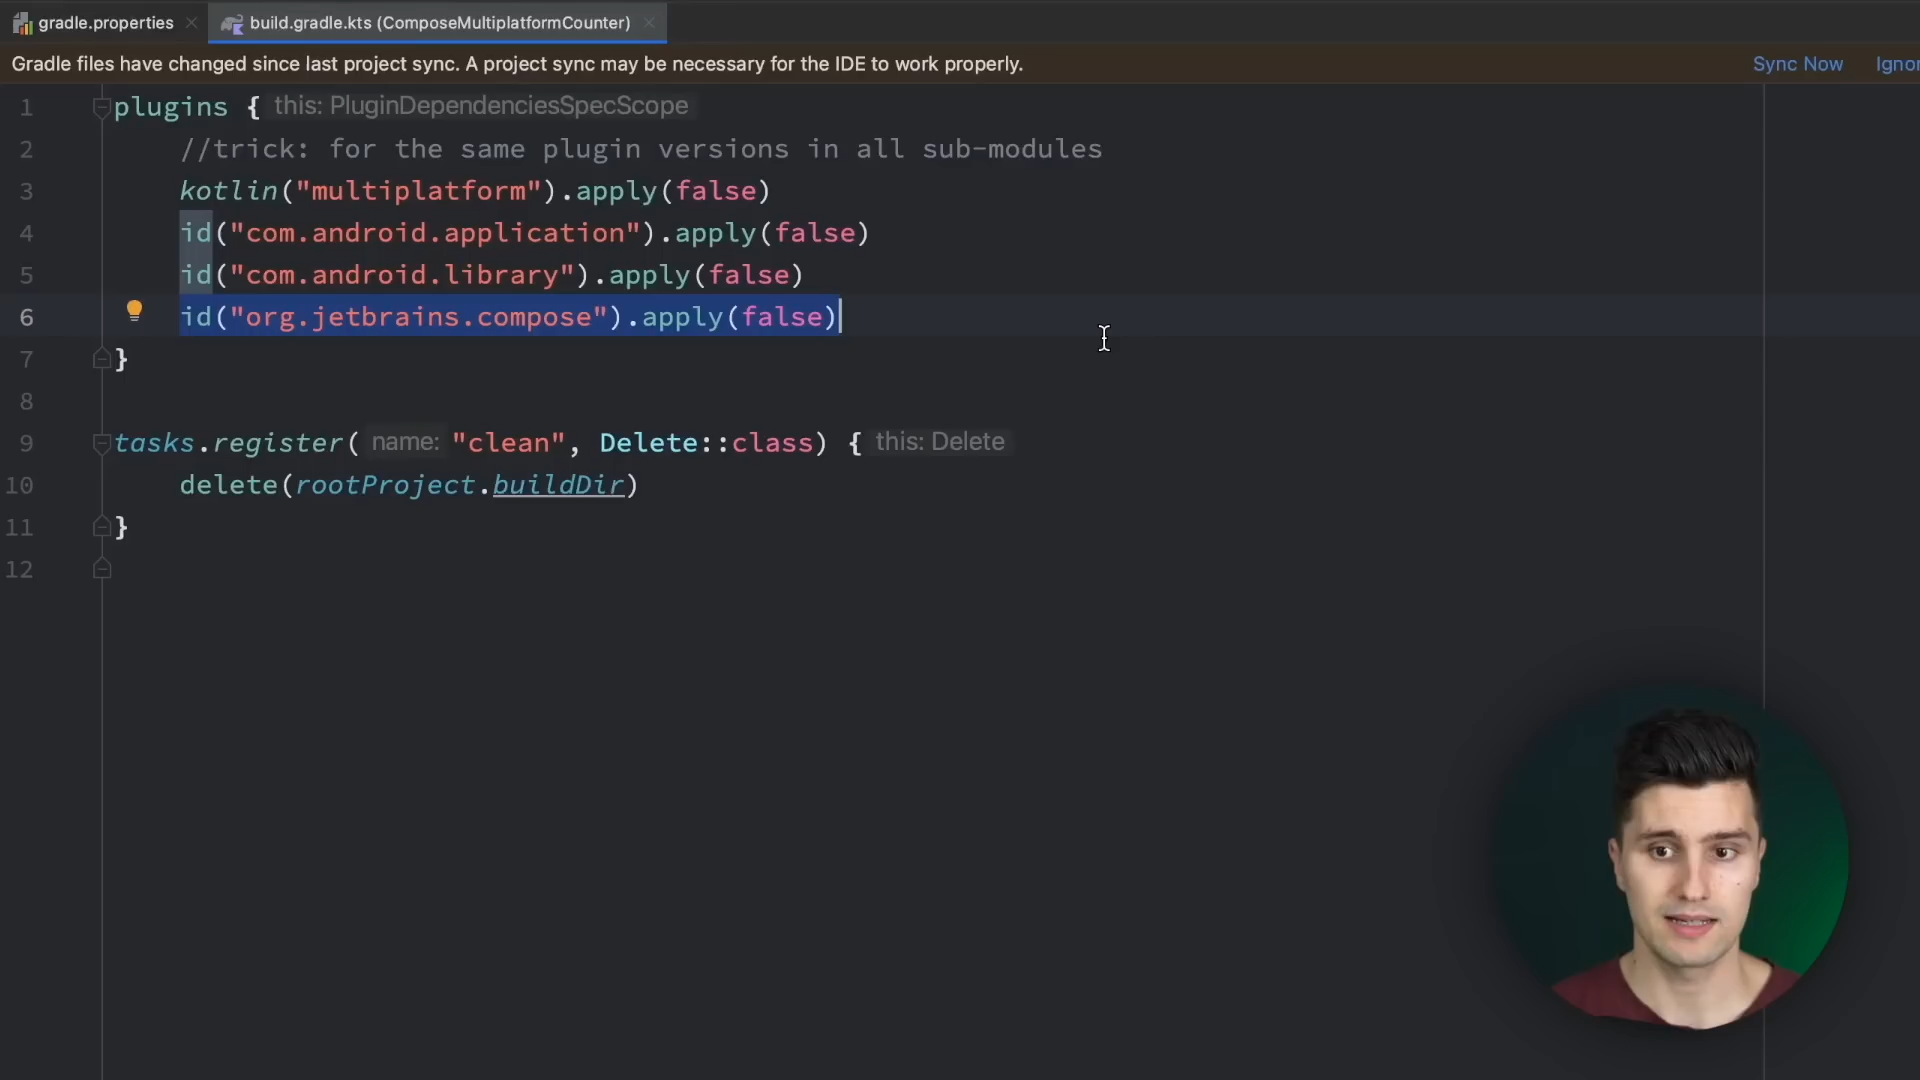 gradle.properties
build.gradle.kts (ComposeMultiplatformCounter)
Gradle files have changed since last project sync. A project sync may be necessary for the IDE to work properly.
Sync Now Ignor
1 plugins { this: PluginDependenciesSpecScope
2 //trick: for the same plugin versions in all sub-modules
3 kotlin("multiplatform").apply(false)
4 id("com.android.application").apply(false)
5 id("com.android.library").apply(false)
6 id("org.jetbrains.compose").apply(false)
7 }
8
9 tasks.register( name: "clean", Delete::class) { this: Delete
10 delete(rootProject.buildDir)
11 }
12